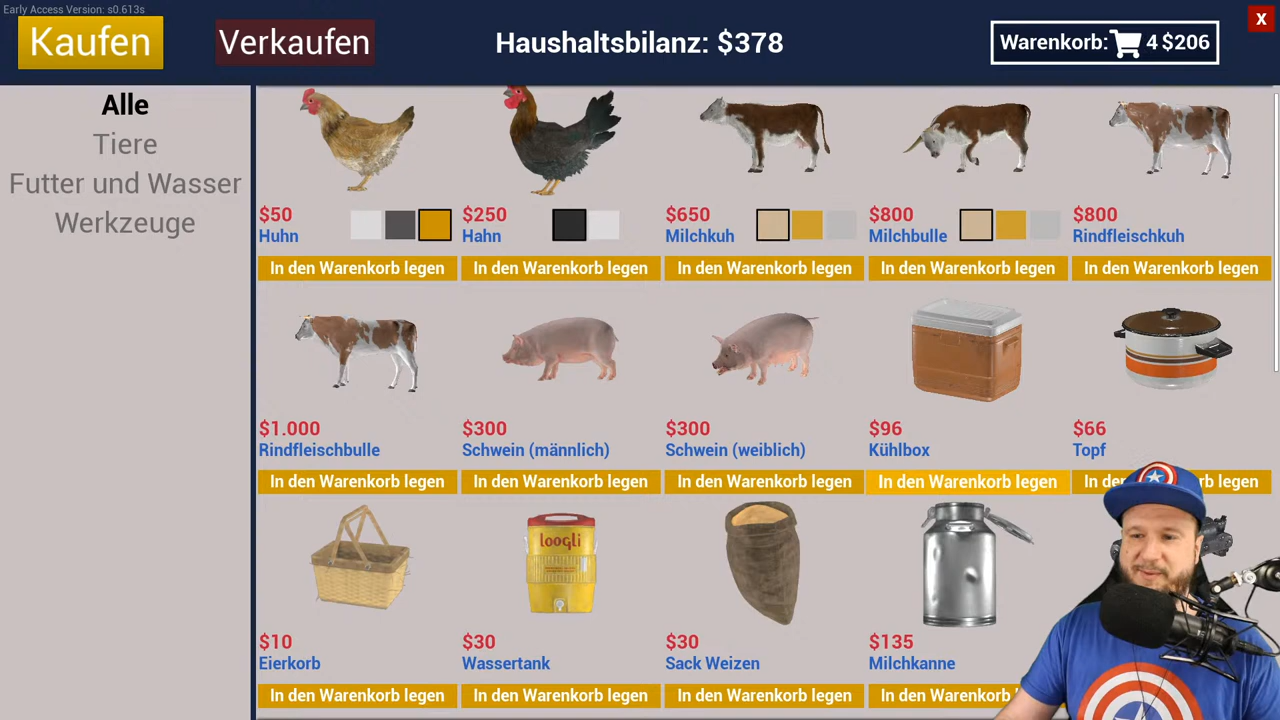 Early Access Version: s0.613s
Kaufen
Verkaufen
Haushaltsbilanz: $378
Warenkorb: 4 $206
X
Alle
Tiere
Futter und Wasser
Werkzeuge
$50
Huhn
$250
Hahn
$650
Milchkuh
$800
Milchbulle
$800
Rindfleischkuh
In den Warenkorb legen
In den Warenkorb legen
In den Warenkorb legen
In den Warenkorb legen
In den Warenkorb legen
$1.000
Rindfleischbulle
$300
Schwein (männlich)
$300
Schwein (weiblich)
$96
Kühlbox
$66
Topf
In den Warenkorb legen
In den Warenkorb legen
In den Warenkorb legen
In den Warenkorb legen
In den rb legen
loogli
$10
Eierkorb
$30
Wassertank
$30
Sack Weizen
$135
Milchkanne
In den Warenkorb legen
In den Warenkorb legen
In den Warenkorb legen
In den Warenkorb